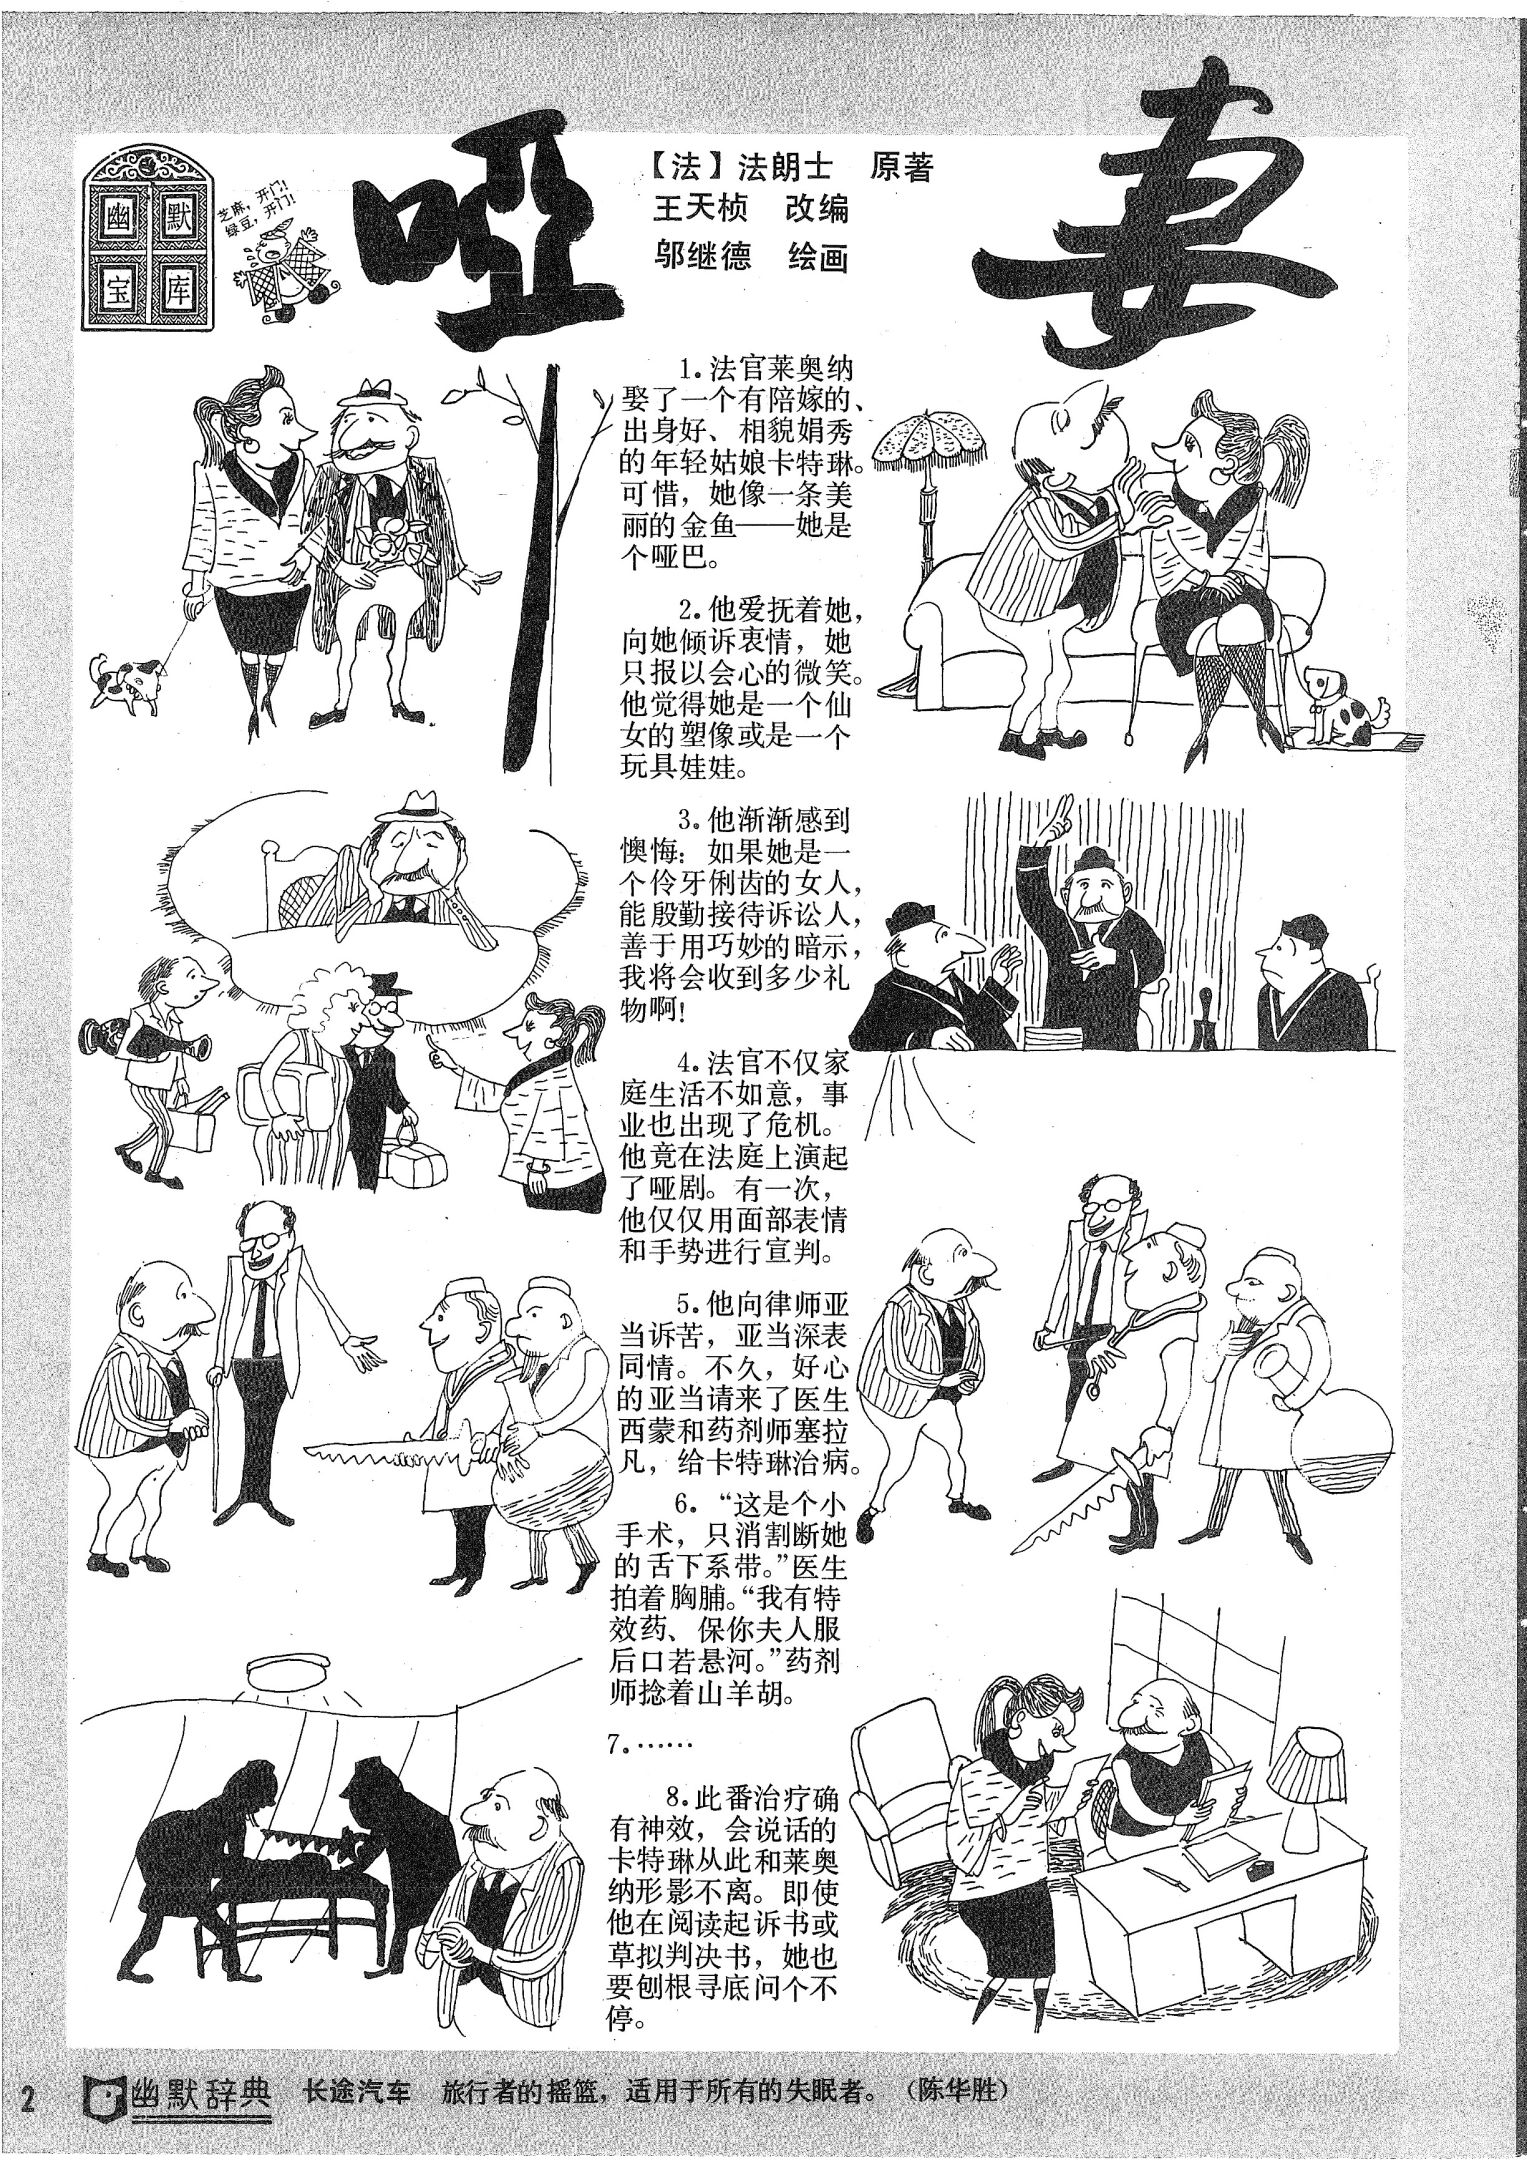 哑妻
幽默
宝库
芝麻，开门！
绿豆，开门！
【法】法朗士　原著
王天桢　改编
邬继德　绘画
1．法官莱奥纳
娶了一个有陪嫁的、
出身好、相貌娟秀
的年轻姑娘卡特琳。
可惜，她像一条美
丽的金鱼——她是
个哑巴。
2．他爱抚着她，
向她倾诉衷情，她
只报以会心的微笑。
他觉得她是一个仙
女的塑像或是一个
玩具娃娃。
3．他渐渐感到
懊悔：如果她是一
个伶牙俐齿的女人，
能殷勤接待诉讼人，
善于用巧妙的暗示，
我将会收到多少礼
物啊！
4．法官不仅家
庭生活不如意，事
业也出现了危机。
他竟在法庭上演起
了哑剧。有一次，
他仅仅用面部表情
和手势进行宣判。
5．他向律师亚
当诉苦，亚当深表
同情。不久，好心
的亚当请来了医生
西蒙和药剂师塞拉
凡，给卡特琳治病。
6．“这是个小
手术，只消割断她
的舌下系带。”医生
拍着胸脯。“我有特
效药、保你夫人服
后口若悬河。”药剂
师捻着山羊胡。
7．……
8．此番治疗确
有神效，会说话的
卡特琳从此和莱奥
纳形影不离。即使
他在阅读起诉书或
草拟判决书，她也
要刨根寻底问个不
停。
2
幽默辞典　长途汽车　旅行者的摇篮，适用于所有的失眠者。（陈华胜）